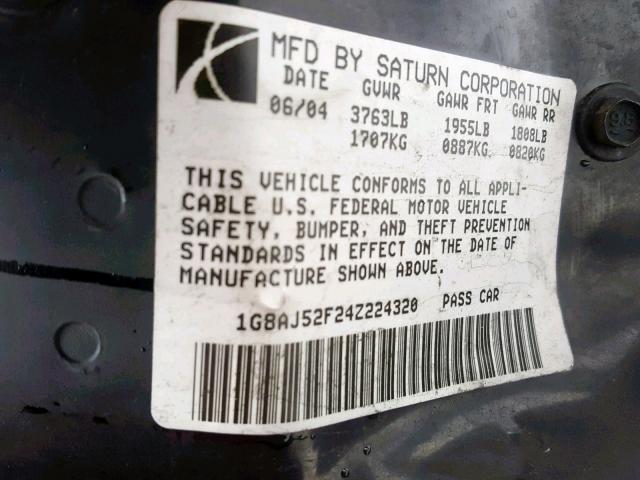 MFD BY SATURN CORPORATION
DATE GVWR GAWR FRT GAWR RR
06/04 3763LB 1955LB 1808LB
1707KG 0887KG 0820KG
THIS VEHICLE CONFORMS TO ALL APPLI-
CABLE U.S. FEDERAL MOTOR VEHICLE
SAFETY, BUMPER, AND THEFT PREVENTION
STANDARDS IN EFFECT ON THE DATE OF
MANUFACTURE SHOWN ABOVE.
1G8AJ52F24Z224320 PASS CAR